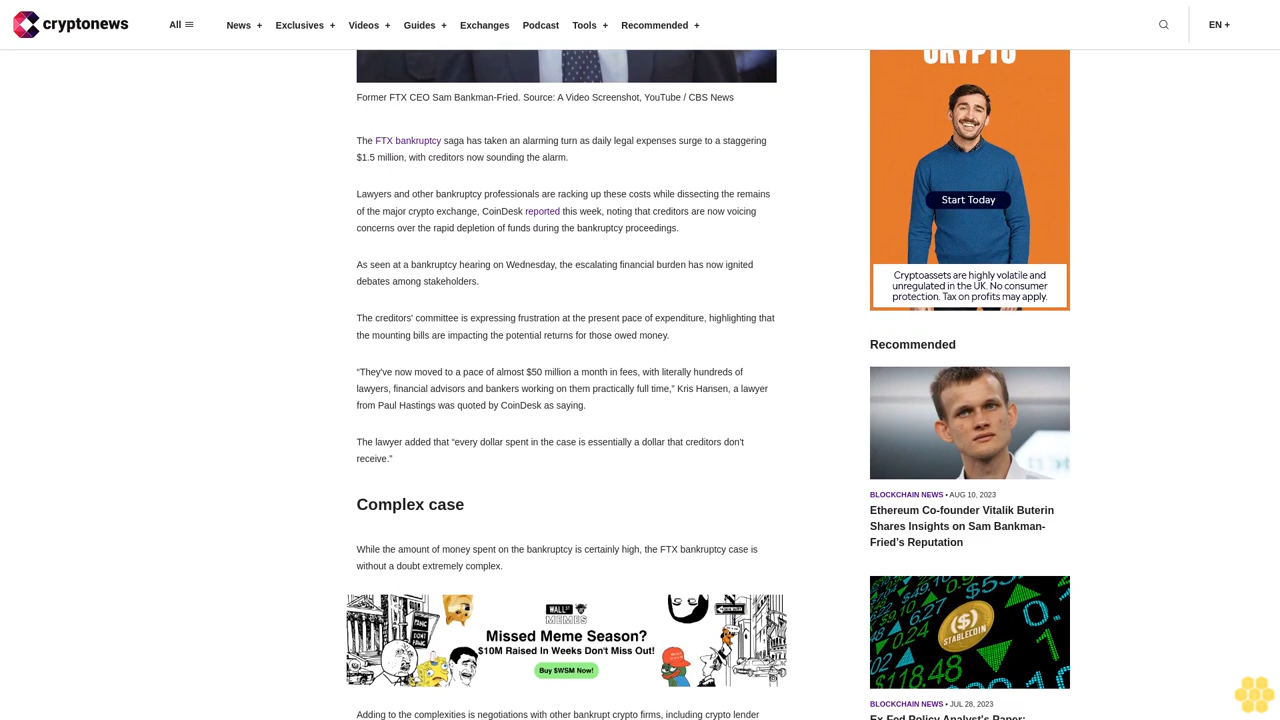 cryptonews
All
News +
Exclusives +
Videos +
Guides +
Exchanges
Podcast
Tools +
Recommended +
EN +
Former FTX CEO Sam Bankman-Fried. Source: A Video Screenshot, YouTube / CBS News
The FTX bankruptcy saga has taken an alarming turn as daily legal expenses surge to a staggering
$1.5 million, with creditors now sounding the alarm.
Lawyers and other bankruptcy professionals are racking up these costs while dissecting the remains
of the major crypto exchange, CoinDesk reported this week, noting that creditors are now voicing
concerns over the rapid depletion of funds during the bankruptcy proceedings.
As seen at a bankruptcy hearing on Wednesday, the escalating financial burden has now ignited
debates among stakeholders.
The creditors' committee is expressing frustration at the present pace of expenditure, highlighting that
the mounting bills are impacting the potential returns for those owed money.
“They've now moved to a pace of almost $50 million a month in fees, with literally hundreds of
lawyers, financial advisors and bankers working on them practically full time,” Kris Hansen, a lawyer
from Paul Hastings was quoted by CoinDesk as saying.
The lawyer added that “every dollar spent in the case is essentially a dollar that creditors don't
receive.”
Complex case
While the amount of money spent on the bankruptcy is certainly high, the FTX bankruptcy case is
without a doubt extremely complex.
PANIC
DON'T
PANIC
WALL ST
MEMES
Missed Meme Season?
$10M Raised In Weeks Don't Miss Out!
Buy $WSM Now!
Adding to the complexities is negotiations with other bankrupt crypto firms, including crypto lender
CRYPTO
Start Today
Cryptoassets are highly volatile and
unregulated in the UK. No consumer
protection. Tax on profits may apply.
Recommended
BLOCKCHAIN NEWS • AUG 10, 2023
Ethereum Co-founder Vitalik Buterin
Shares Insights on Sam Bankman-
Fried's Reputation
6.27
0.24
$118.48
($)
STABLECOIN
BLOCKCHAIN NEWS • JUL 28, 2023
Ex-Fed Policy Analyst's Paper: